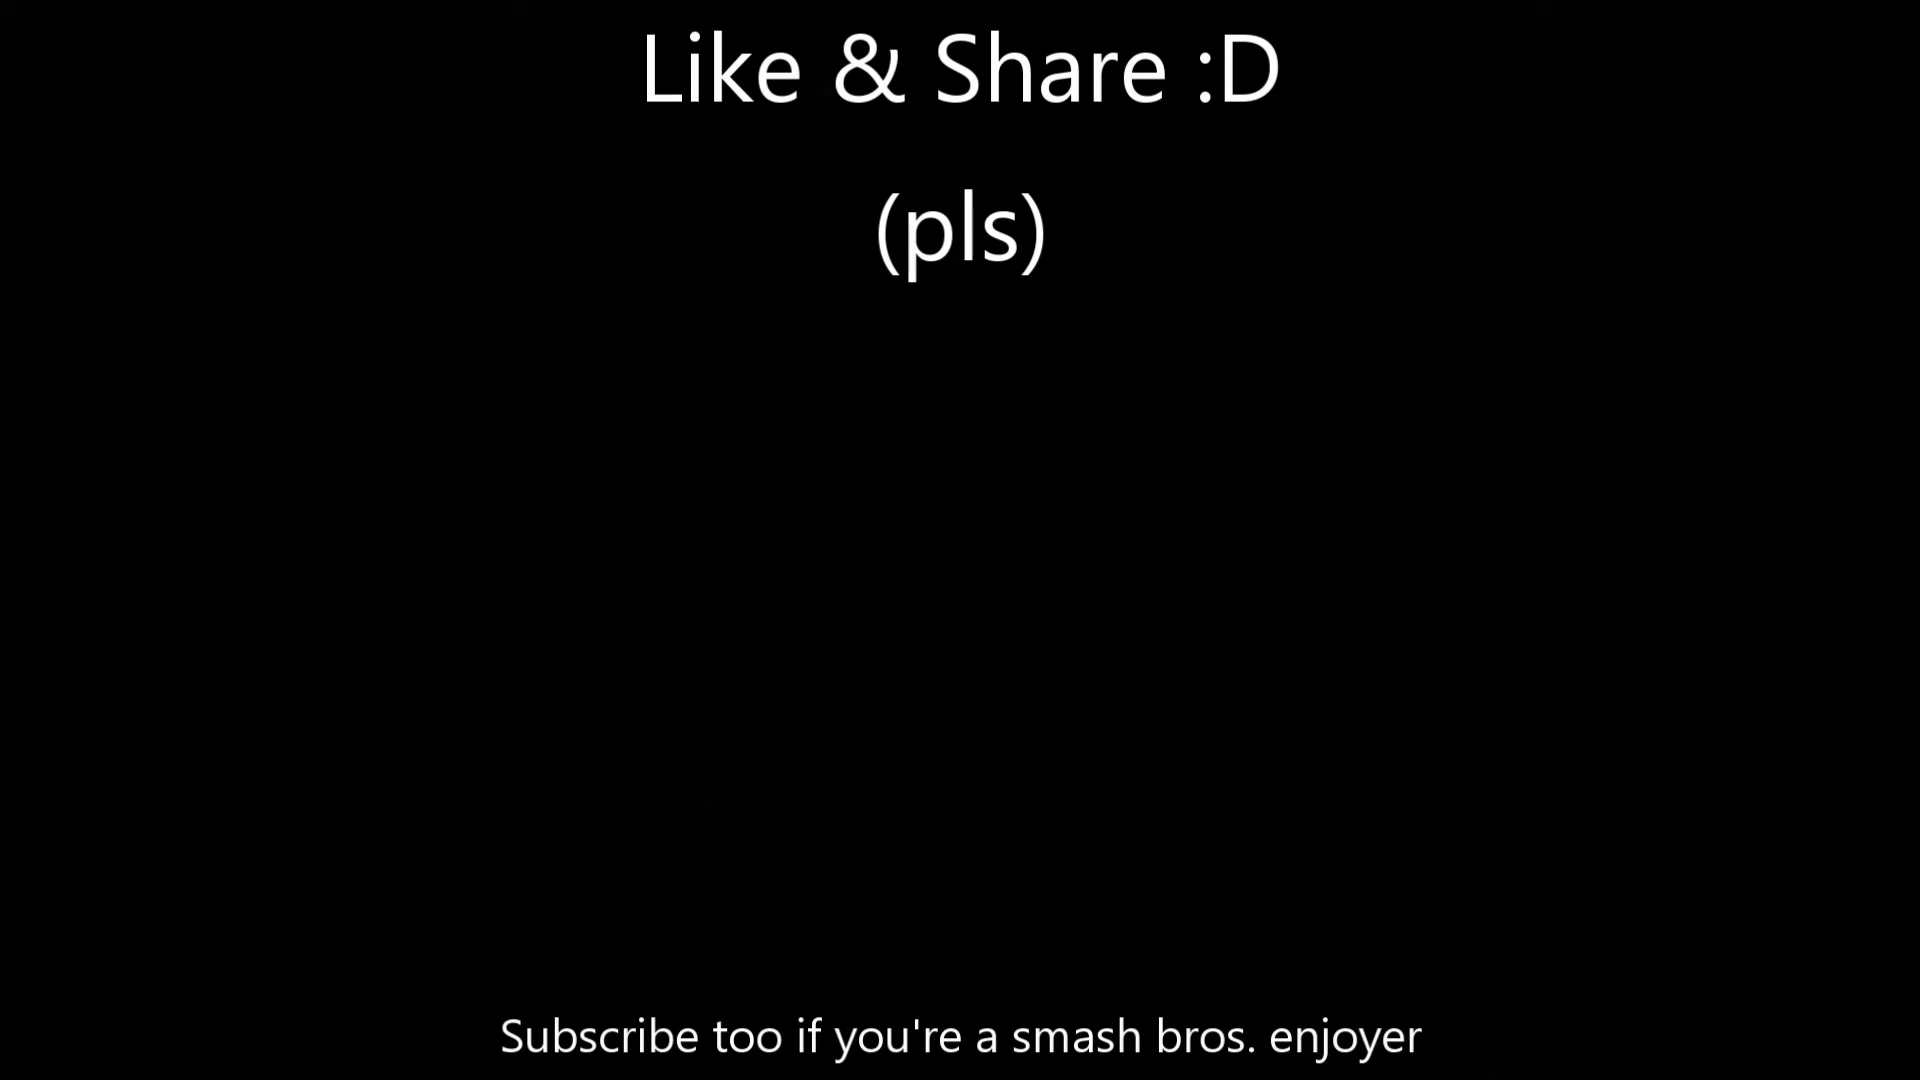 Like & Share :D
(pls)
Subscribe too if you're a smash bros. enjoyer